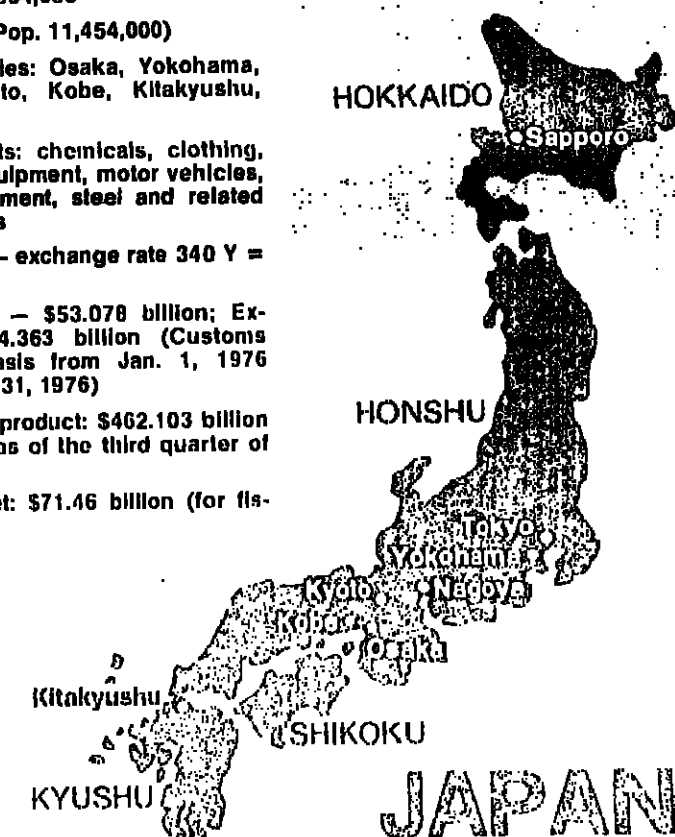 Pop. 11,454,000)
les: Osaka, Yokohama,
to, Kobe, Kitakyushu,
ts: chemicals, clothing,
uipment, motor vehicles,
ment, steel and related
s
– exchange rate 340 Y =
– $53.078 billion; Ex-
4.363 billion (Customs
asis from Jan. 1, 1976
31, 1976)
product: $462.103 billion
as of the third quarter of
et: $71.46 billion (for fis-
HOKKAIDO
Sapporo
HONSHU
Tokyo
Yokohama
Kyoto
Nagoya
Kobe
Osaka
Kitakyushu
SHIKOKU
KYUSHU
JAPAN